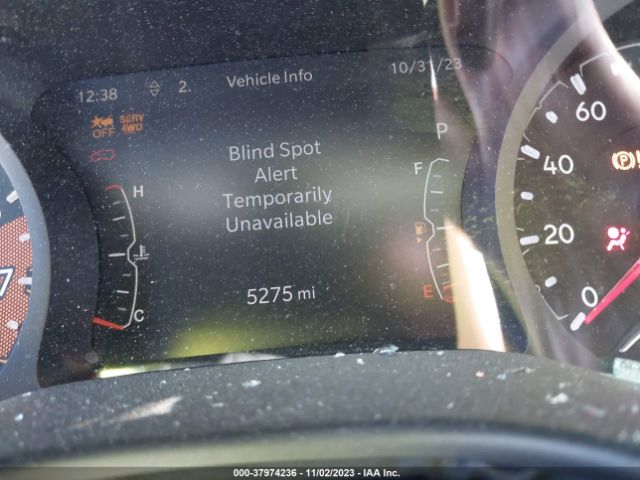 12:38 2. Vehicle Info 10/31/23
OFF SERV 4WD
P
Blind Spot
Alert
Temporarily
Unavailable
H
F
C
E
5275 mi
7
60
40
20
0
P
000-37974236 - 11/02/2023 - IAA Inc.